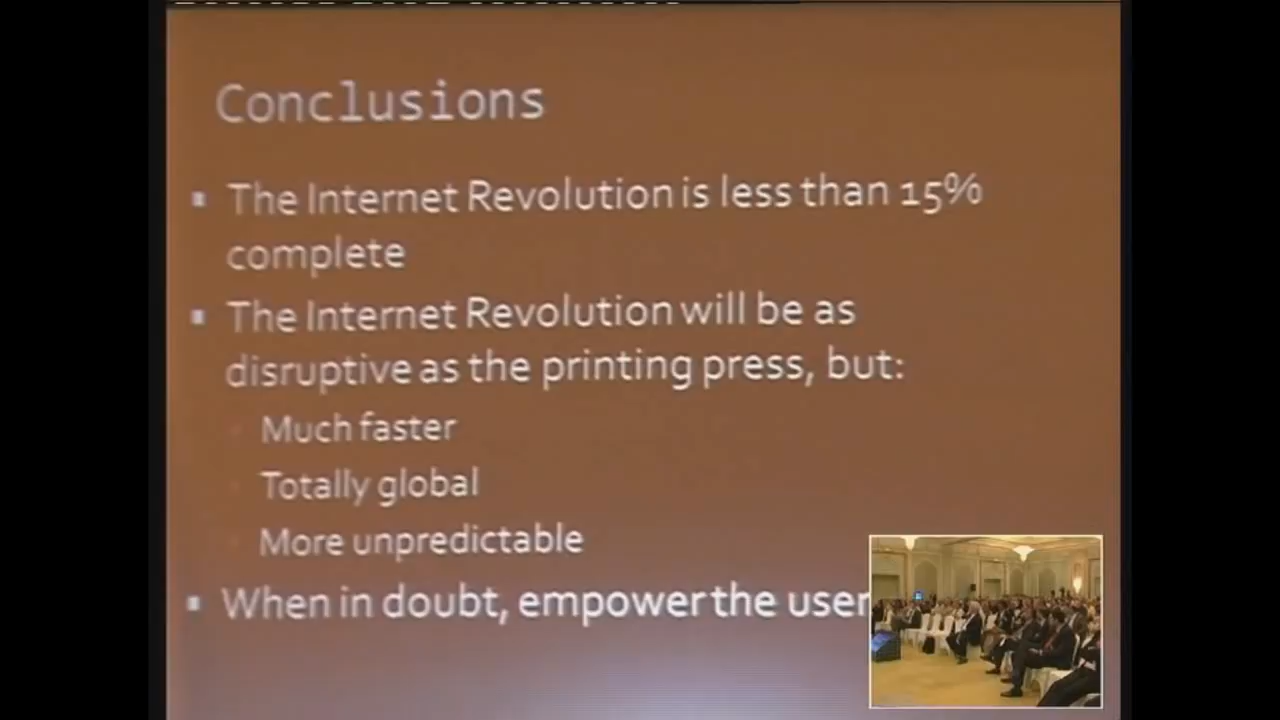 Conclusions
The Internet Revolution is less than 15%
complete
The Internet Revolution will be as
disruptive as the printing press, but:
Much faster
Totally global
More unpredictable
When in doubt, empower the user